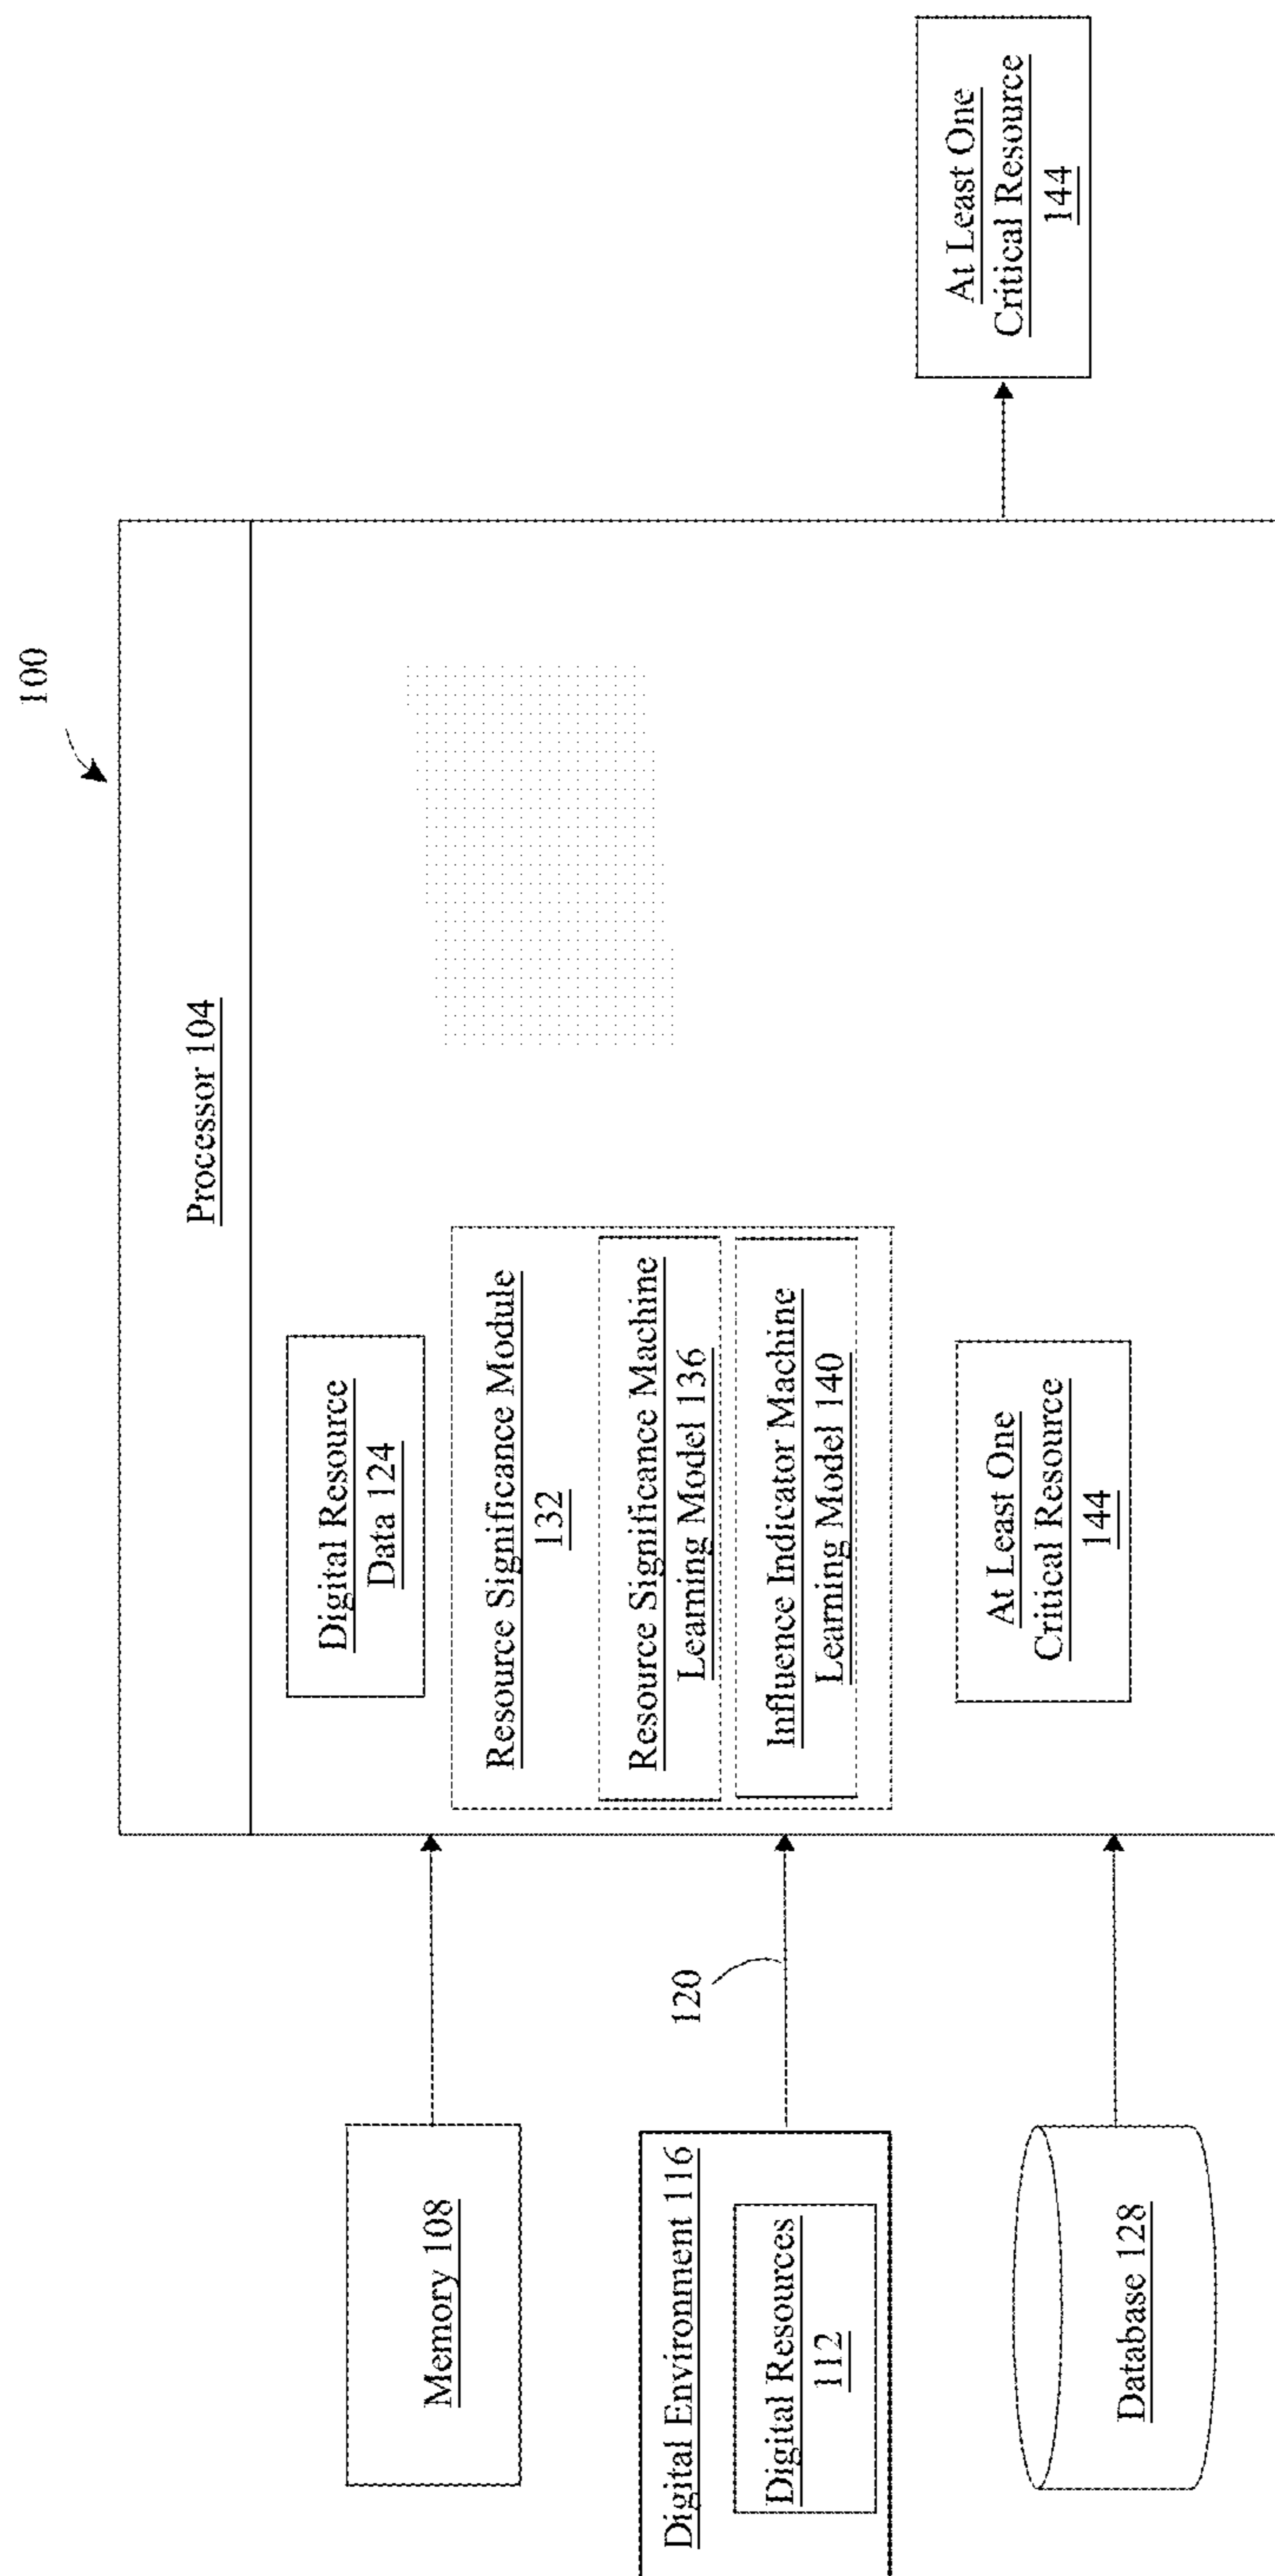 100
Processor 104
Memory 108
Digital Environment 116
Digital Resources
112
Database 128
120
Digital Resource
Data 124
Resource Significance Module
132
Resource Significance Machine
Learning Model 136
Influence Indicator Machine
Learning Model 140
At Least One
Critical Resource
144
At Least One
Critical Resource
144